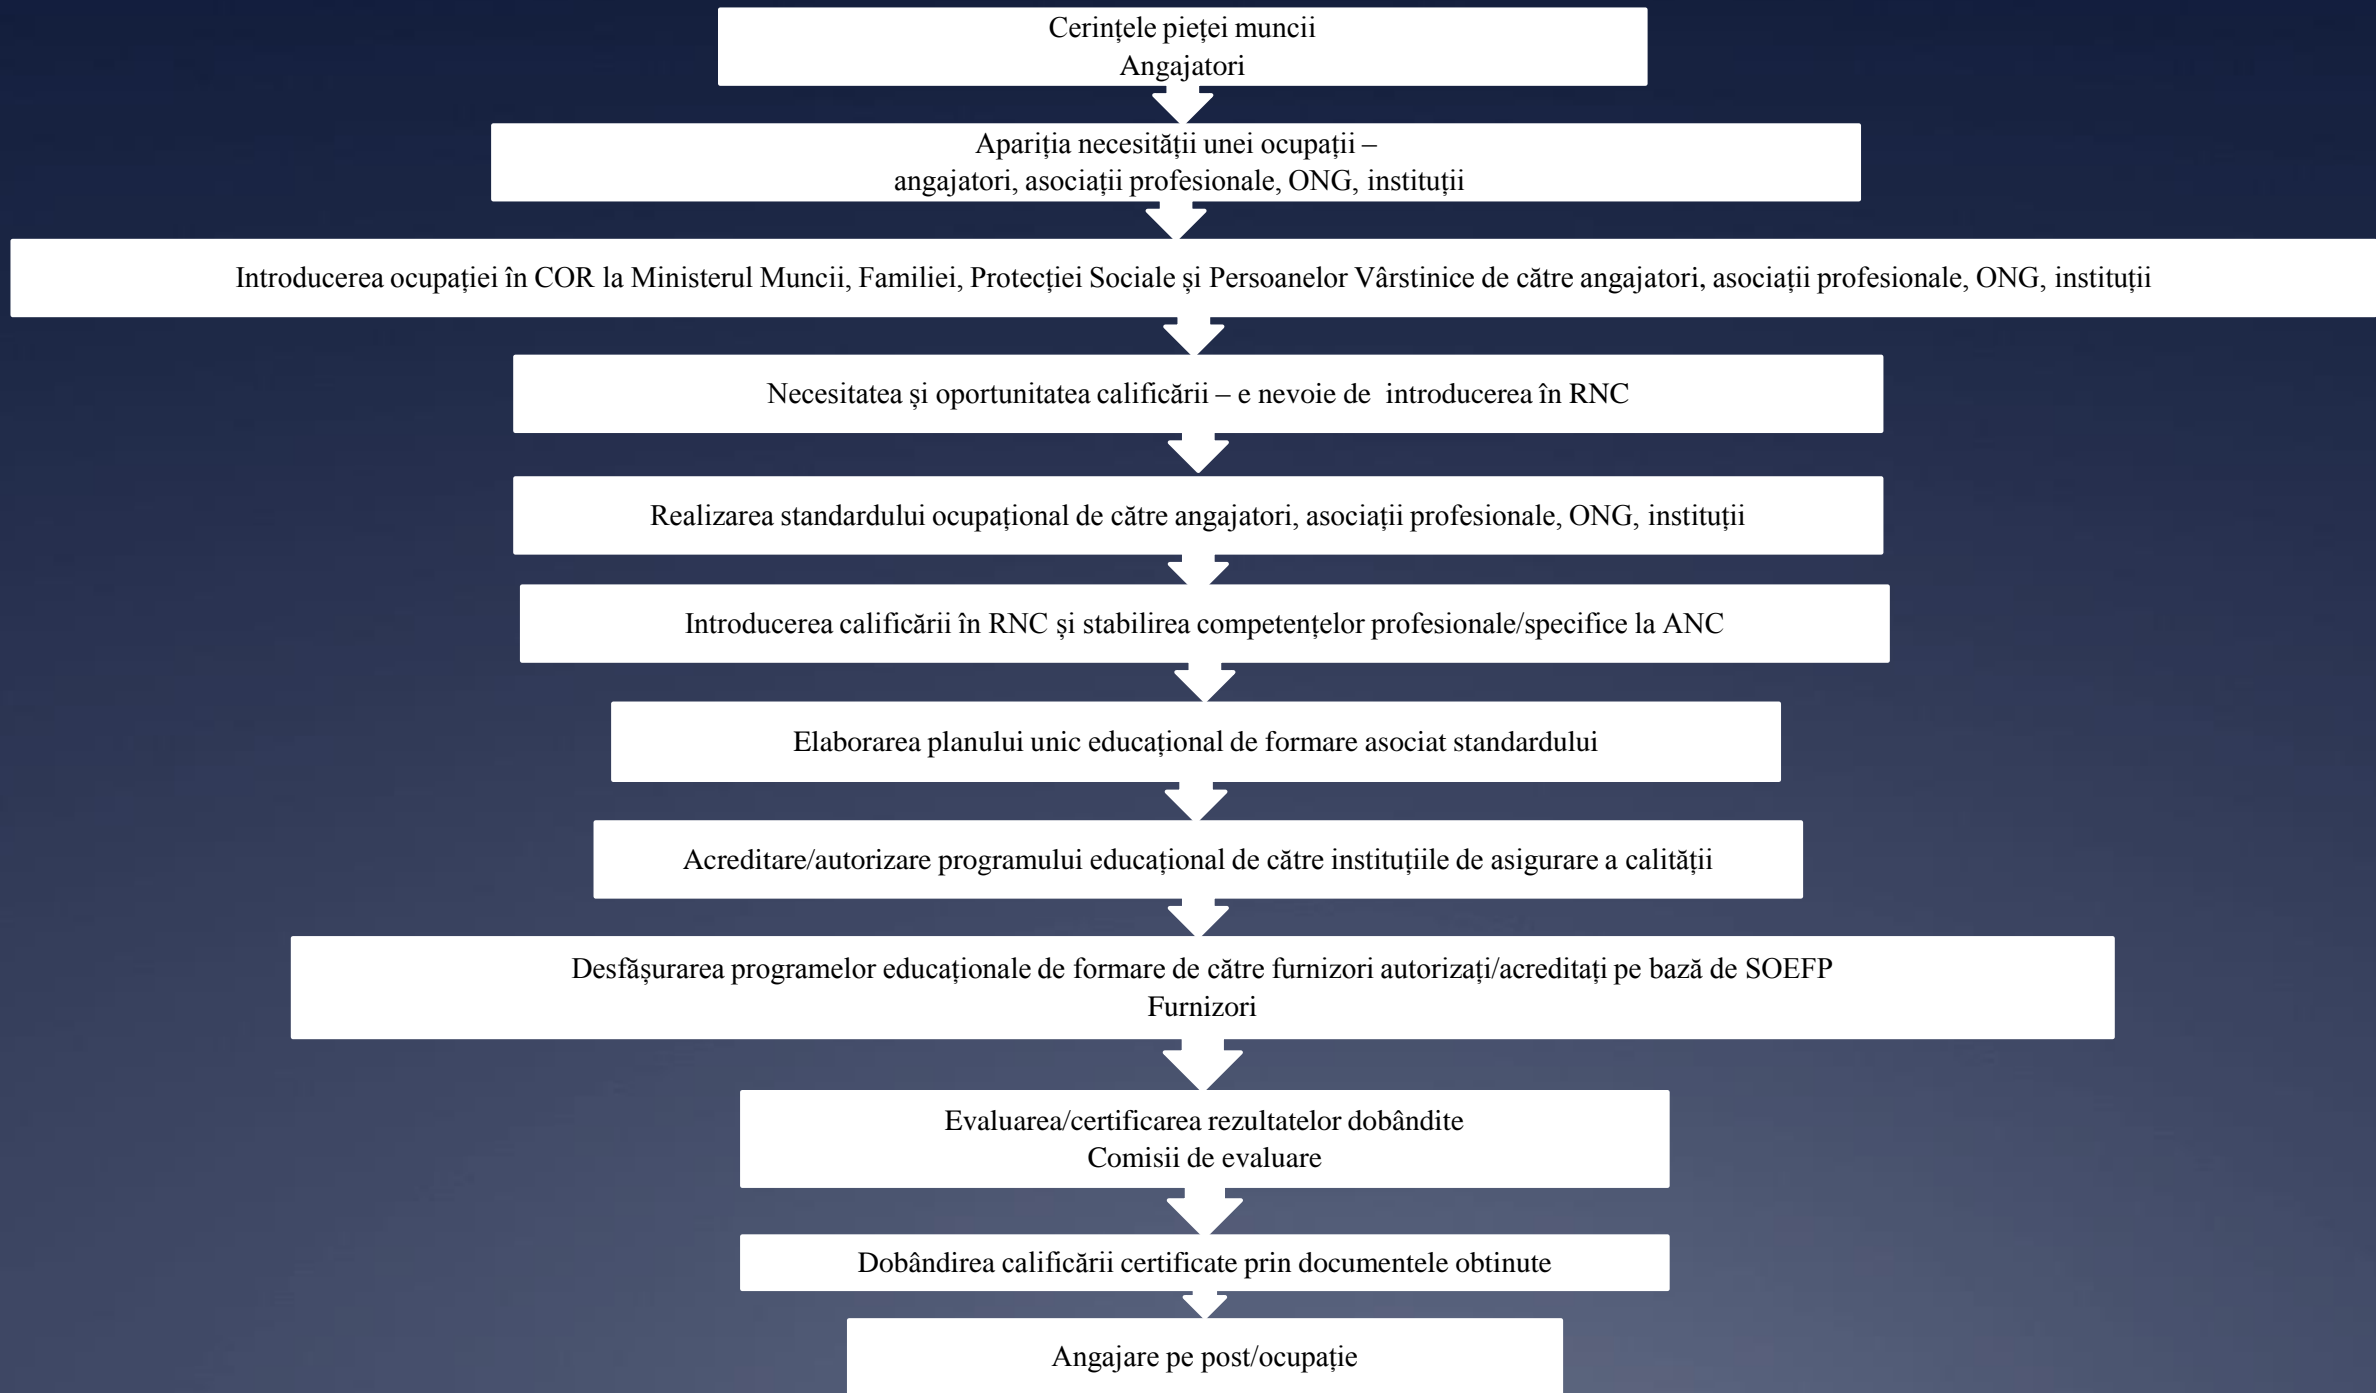 Cerințele pieței muncii
Angajatori
Apariția necesității unei ocupații –
angajatori, asociații profesionale, ONG, instituții
Introducerea ocupației în COR la Ministerul Muncii, Familiei, Protecției Sociale și Persoanelor Vârstinice de către angajatori, asociații profesionale, ONG, instituții
Necesitatea și oportunitatea calificării – e nevoie de introducerea în RNC
Realizarea standardului ocupațional de către angajatori, asociații profesionale, ONG, instituții
Introducerea calificării în RNC și stabilirea competențelor profesionale/specifice la ANC
Elaborarea planului unic educațional de formare asociat standardului
Acreditare/autorizare programului educațional de către instituțiile de asigurare a calității
Desfășurarea programelor educaționale de formare de către furnizori autorizați/acreditați pe bază de SOEFP
Furnizori
Evaluarea/certificarea rezultatelor dobândite
Comisii de evaluare
Dobândirea calificării certificate prin documentele obtinute
Angajare pe post/ocupație